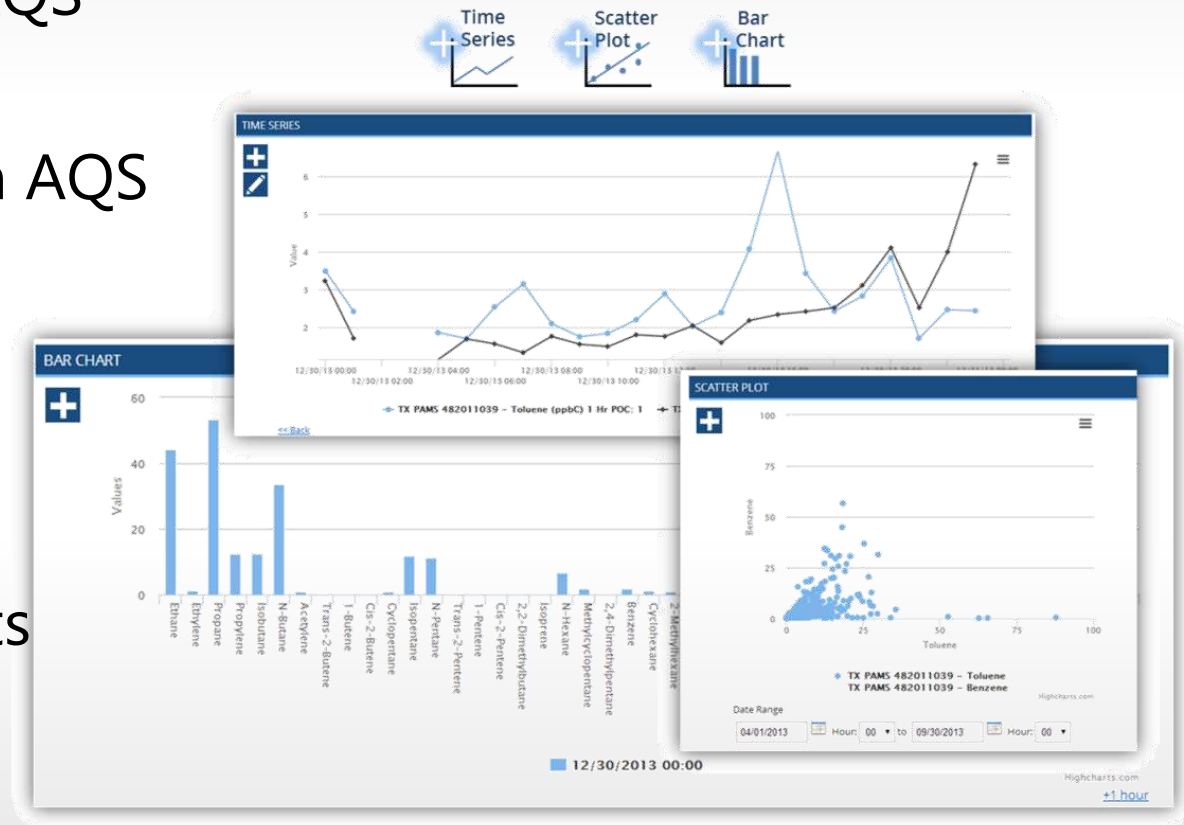 QS
Time
Series
Scatter
Plot
Bar
Chart
TIME SERIES
AQS
6
5
4
3
2
Value
12/30/13 00:00
12/30/13 02:00
12/30/13 04:00
12/30/13 06:00
12/30/13 08:00
12/30/13 10:00
TX PAMS 482011039 - Toluene (ppbC) 1 Hr POC: 1
<< Back
BAR CHART
60
40
20
0
Values
Ethane
Ethylene
Propane
Propylene
Isobutane
N-Butane
Acetylene
Trans-2-Butene
1-Butene
Cis-2-Butene
Cyclopentane
Isopentane
N-Pentane
Trans-2-Pentene
1-Pentene
Cis-2-Pentene
2,2-Dimethylbutane
Isoprene
N-Hexane
Methylcyclopentane
2,4-Dimethylpentane
Benzene
Cyclohexane
2-Methylhexane
12/30/2013 00:00
Highcharts.com
+1 hour
ts
SCATTER PLOT
100
75
50
25
0
Benzene
0 25 50 75 100
Toluene
TX PAMS 482011039 - Toluene
TX PAMS 482011039 - Benzene
Highcharts.com
Date Range
04/01/2013 Hour: 00 to 09/30/2013 Hour: 00